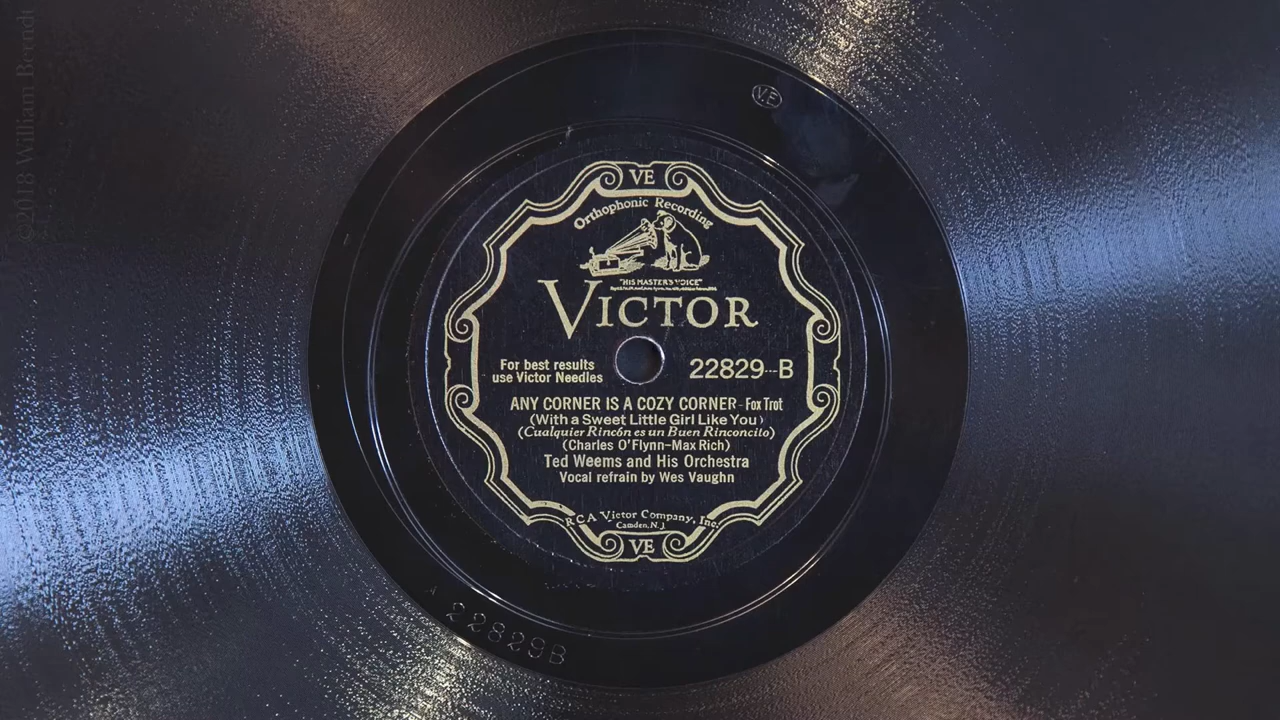 ©2018 William Berndt
VE
VE
Orthophonic Recording
"HIS MASTER'S VOICE"
VICTOR
For best results
use Victor Needles
22829--B
ANY CORNER IS A COZY CORNER - Fox Trot
(With a Sweet Little Girl Like You)
(Cualquier Rincón es un Buen Rinconcito)
(Charles O'Flynn-Max Rich)
Ted Weems and His Orchestra
Vocal refrain by Wes Vaughn
RCA Victor Company, Inc.
Camden, N.J.
VE
22829B